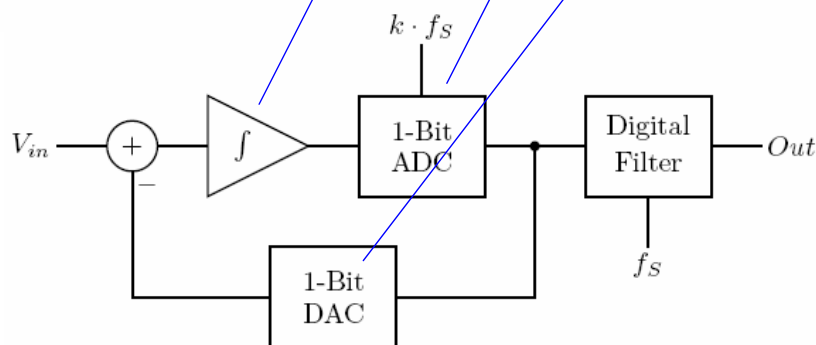 k · f_S
V_in
+
−
∫
1-Bit
ADC
Digital
Filter
Out
f_S
1-Bit
DAC